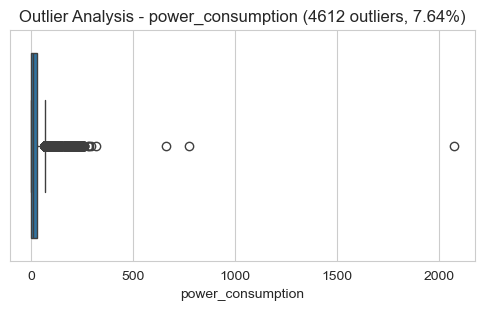 Outlier Analysis - power_consumption (4612 outliers, 7.64%)
0 500 1000 1500 2000
power_consumption